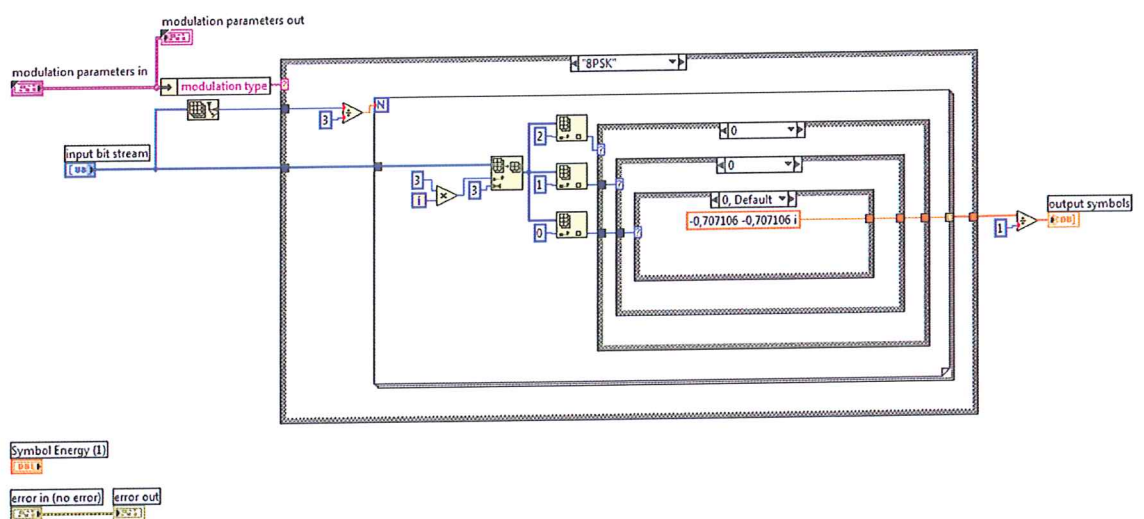 modulation parameters out
modulation parameters in
"8PSK"
modulation type
N
3
input bit stream
2
0
3
i
3
1
0
0
0, Default
-0,707106 -0,707106 i
output symbols
1
Symbol Energy (1)
DBL
error in (no error)
error out